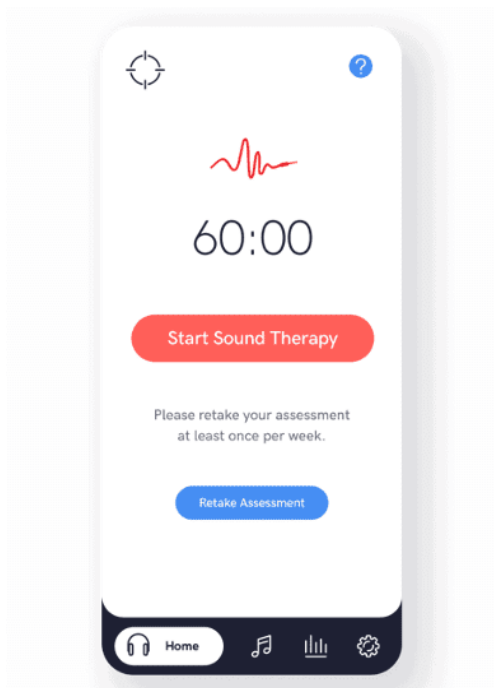 ?
60:00
Start Sound Therapy
Please retake your assessment
at least once per week.
Retake Assessment
Home